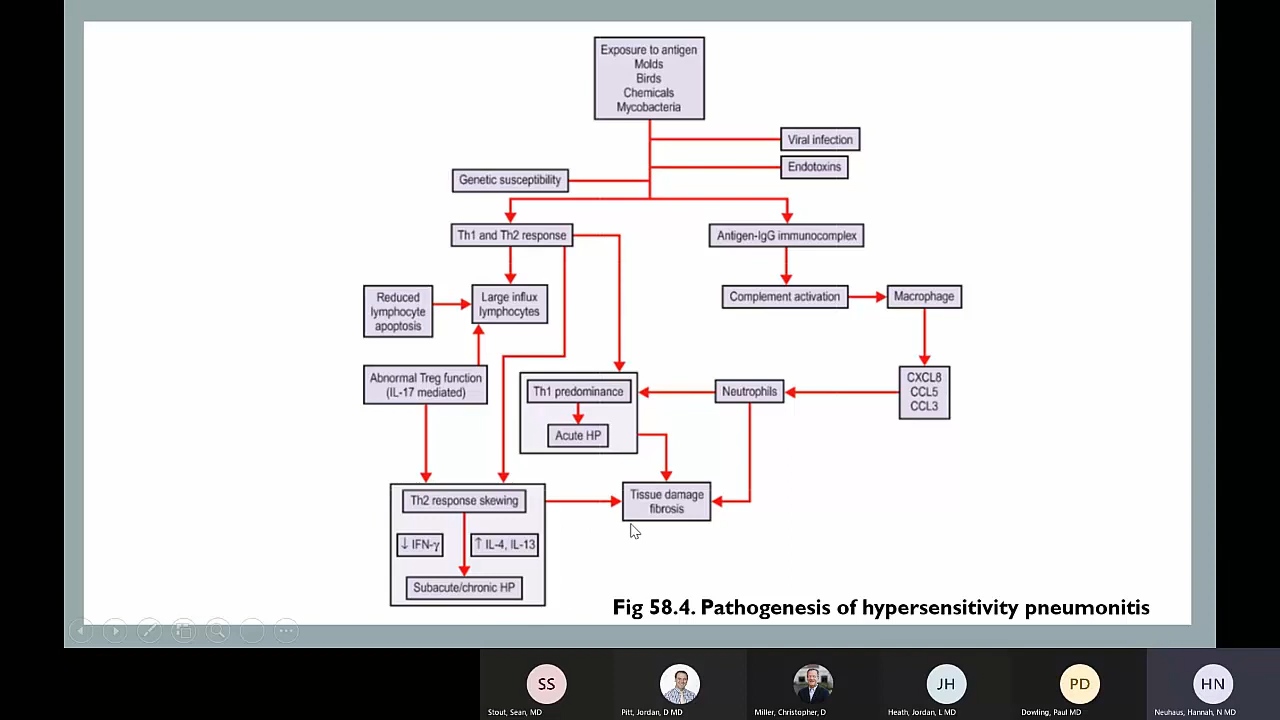 Exposure to antigen
Molds
Birds
Chemicals
Mycobacteria
Viral infection
Endotoxins
Genetic susceptibility
Th1 and Th2 response
Antigen-IgG immunocomplex
Reduced
lymphocyte
apoptosis
Large influx
lymphocytes
Complement activation
Macrophage
Abnormal Treg function
(IL-17 mediated)
Th1 predominance
Acute HP
Neutrophils
CXCL8
CCL5
CCL3
Th2 response skewing
↓ IFN-γ
↑ IL-4, IL-13
Subacute/chronic HP
Tissue damage
fibrosis
Fig 58.4. Pathogenesis of hypersensitivity pneumonitis
SS
JH
PD
HN
Stout, Sean, MD
Pitt, Jordan, D MD
Miller, Christopher, D
Heath, Jordan, L MD
Dowling, Paul MD
Neuhaus, Hannah, N MD